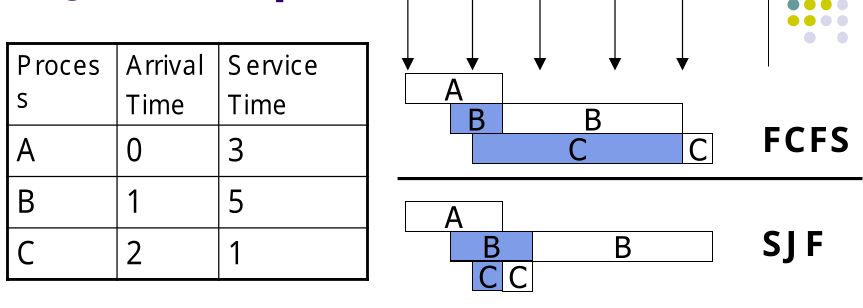 Proces
s
Arrival
Time
Service
Time
A 0 3
B 1 5
C 2 1
A
B B
C C
FCFS
A
B B
C C
SJF